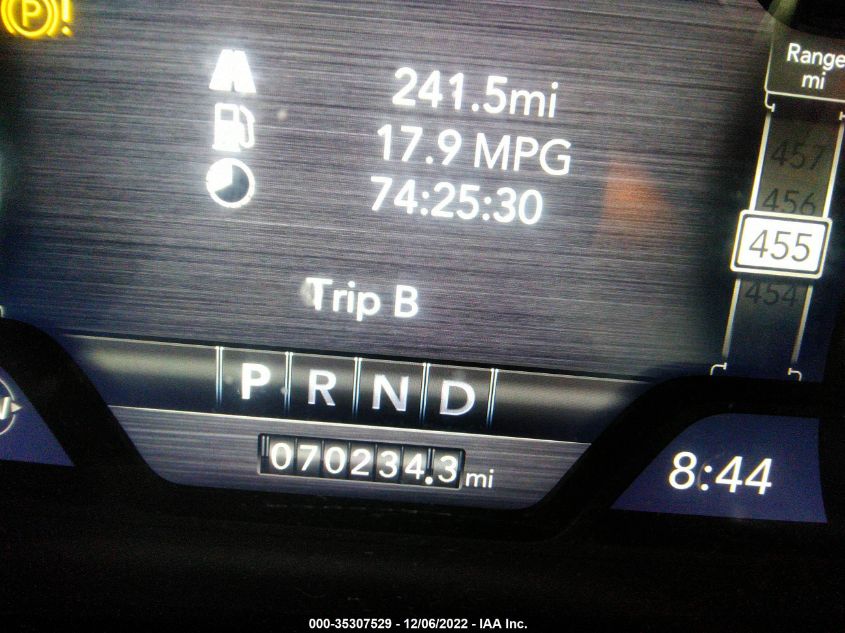 P!
Range
mi
241.5mi
17.9 MPG
74:25:30
457
456
455
454
Trip B
P R N D
070234.3 mi
8:44
000-35307529 - 12/06/2022 - IAA Inc.